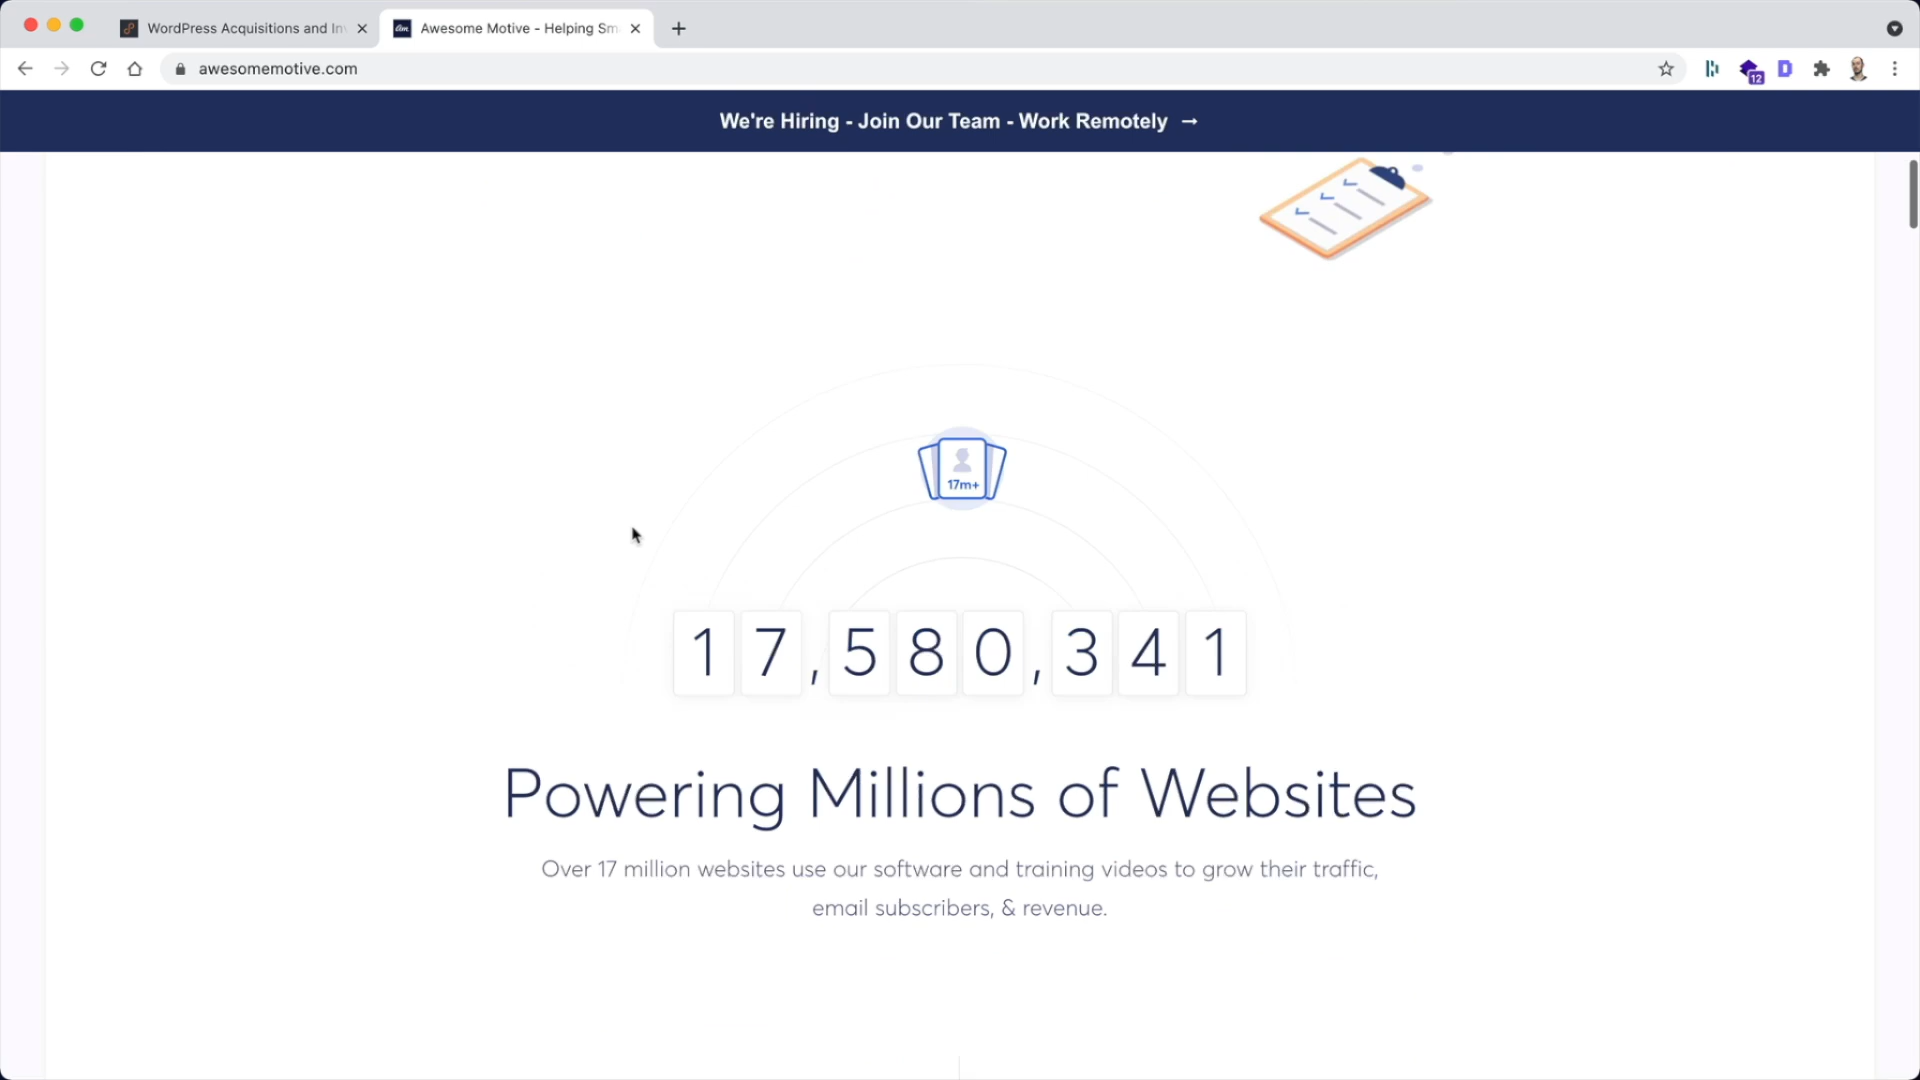 WordPress Acquisitions and In
Awesome Motive - Helping Sm
awesomemotive.com
12
We're Hiring - Join Our Team - Work Remotely →
17m+
17,580,341
Powering Millions of Websites
Over 17 million websites use our software and training videos to grow their traffic,
email subscribers, & revenue.